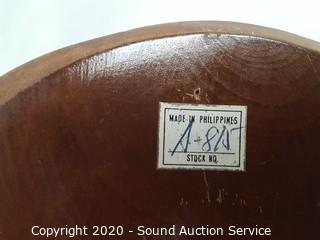 MADE IN PHILIPPINES
A-815
STOCK NO.
Copyright 2020 - Sound Auction Service